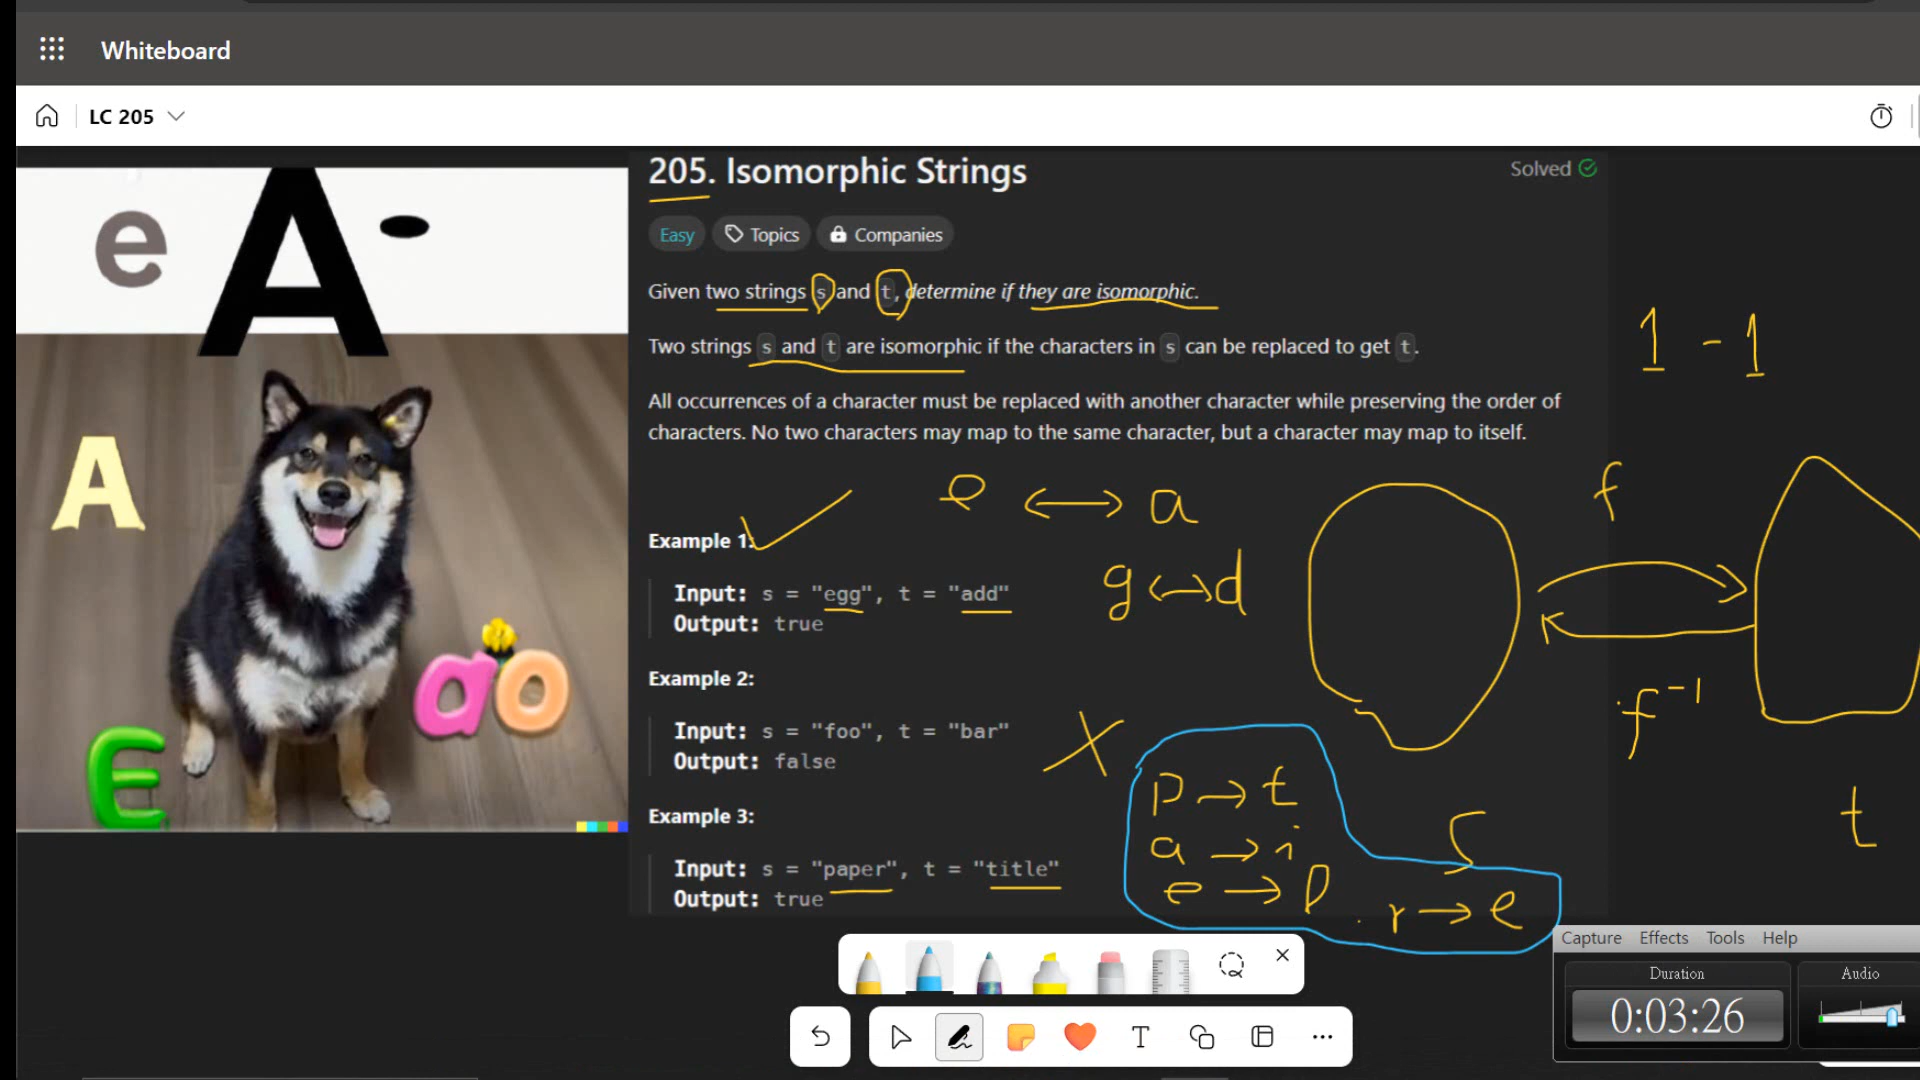 Whiteboard
LC 205
e A
A
a o
E
205. Isomorphic Strings
Solved
Easy Topics Companies
Given two strings s and t, determine if they are isomorphic.
Two strings s and t are isomorphic if the characters in s can be replaced to get t.
All occurrences of a character must be replaced with another character while preserving the order of
characters. No two characters may map to the same character, but a character may map to itself.
1 - 1
Example 1:
e ↔ a
Input: s = "egg", t = "add"
g ↔ d
Output: true
f
f⁻¹
Example 2:
Input: s = "foo", t = "bar"
Output: false
Example 3:
Input: s = "paper", t = "title"
Output: true
p → t
a → i
e → l
r → e
s
t
Capture Effects Tools Help
Duration
Audio
0:03:26
T